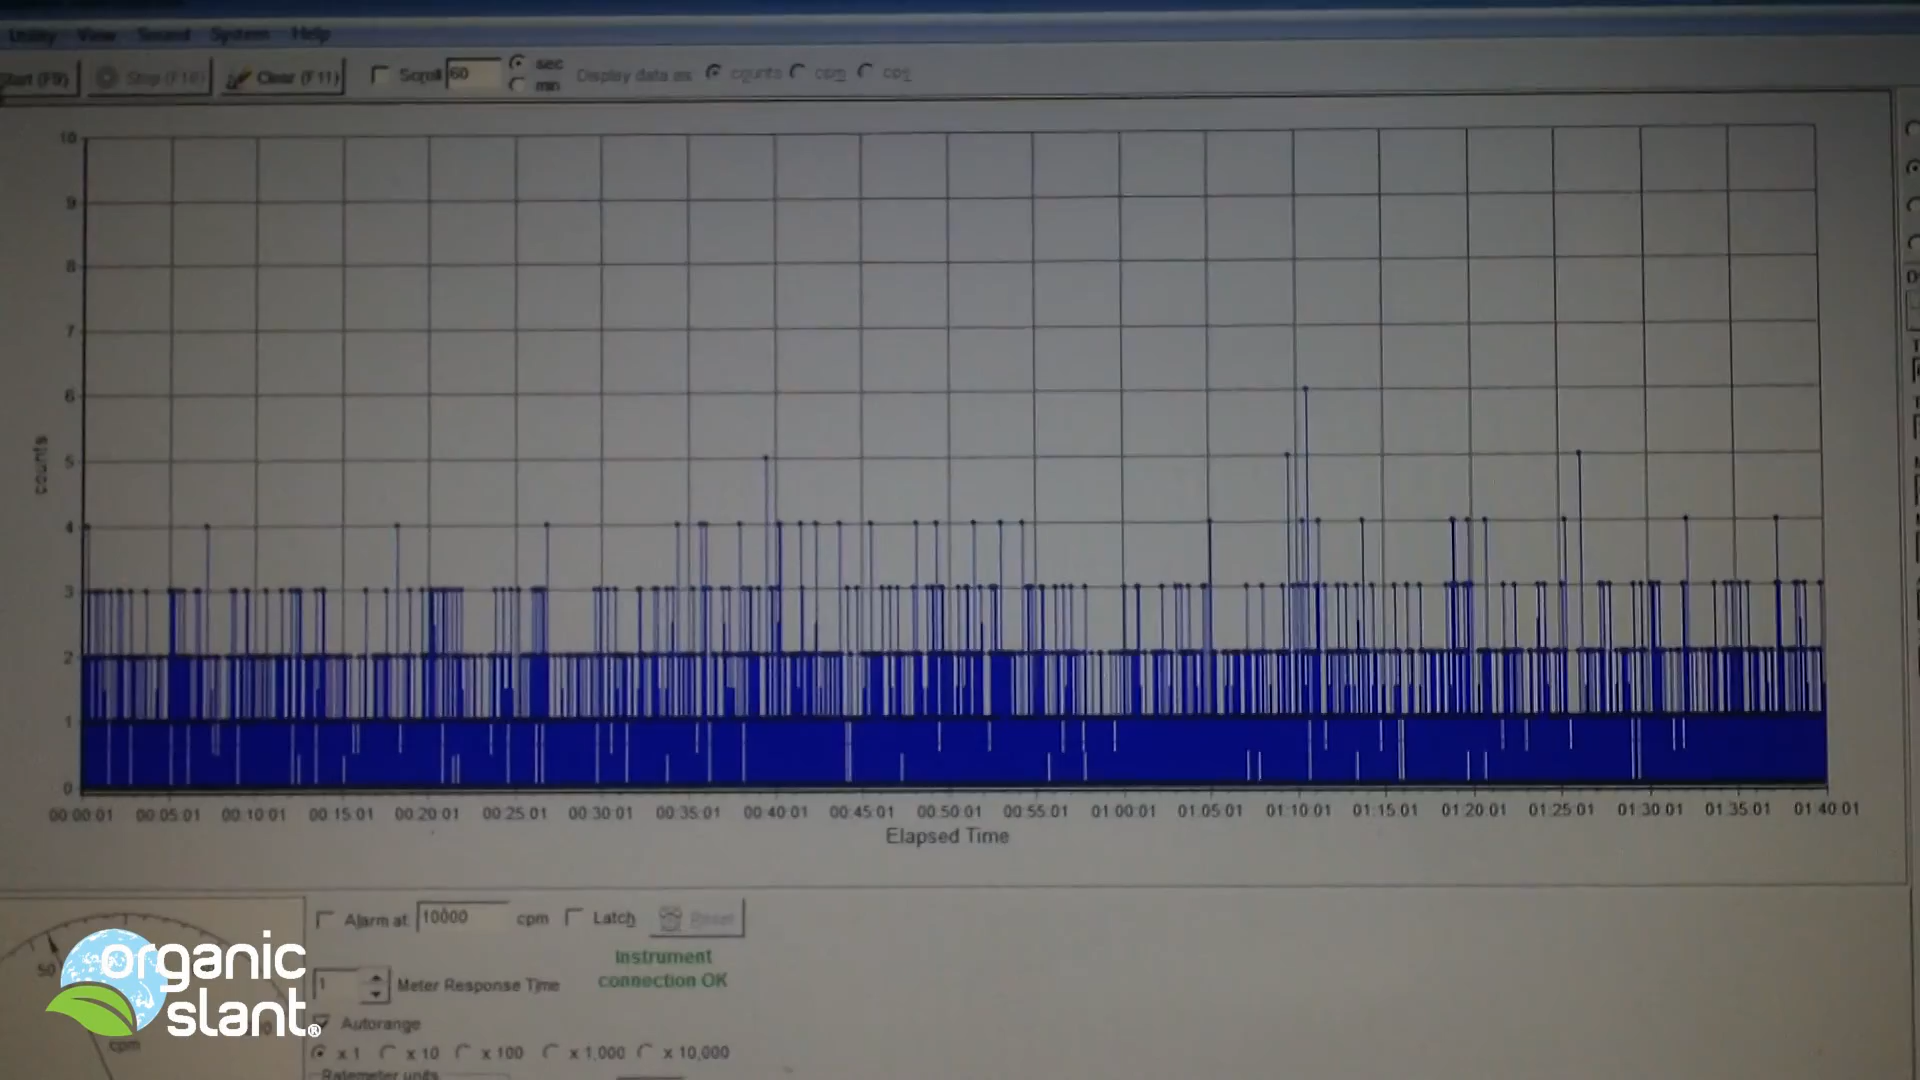 Utility View Sound System Help
Start (F9) Stop (F10) Clear (F11) Scroll 60 sec min Display data as: counts cpm cps
10
9
8
7
6
5
4
3
2
1
0
counts
00:00:01 00:05:01 00:10:01 00:15:01 00:20:01 00:25:01 00:30:01 00:35:01 00:40:01 00:45:01 00:50:01 00:55:01 01:00:01 01:05:01 01:10:01 01:15:01 01:20:01 01:25:01 01:30:01 01:35:01 01:40:01
Elapsed Time
Alarm at 10000 cpm Latch Reset
Instrument
connection OK
50
1 Meter Response Time
Autorange
cpm
x 1 x 10 x 100 x 1,000 x 10,000
Ratemeter units
organic
slant®